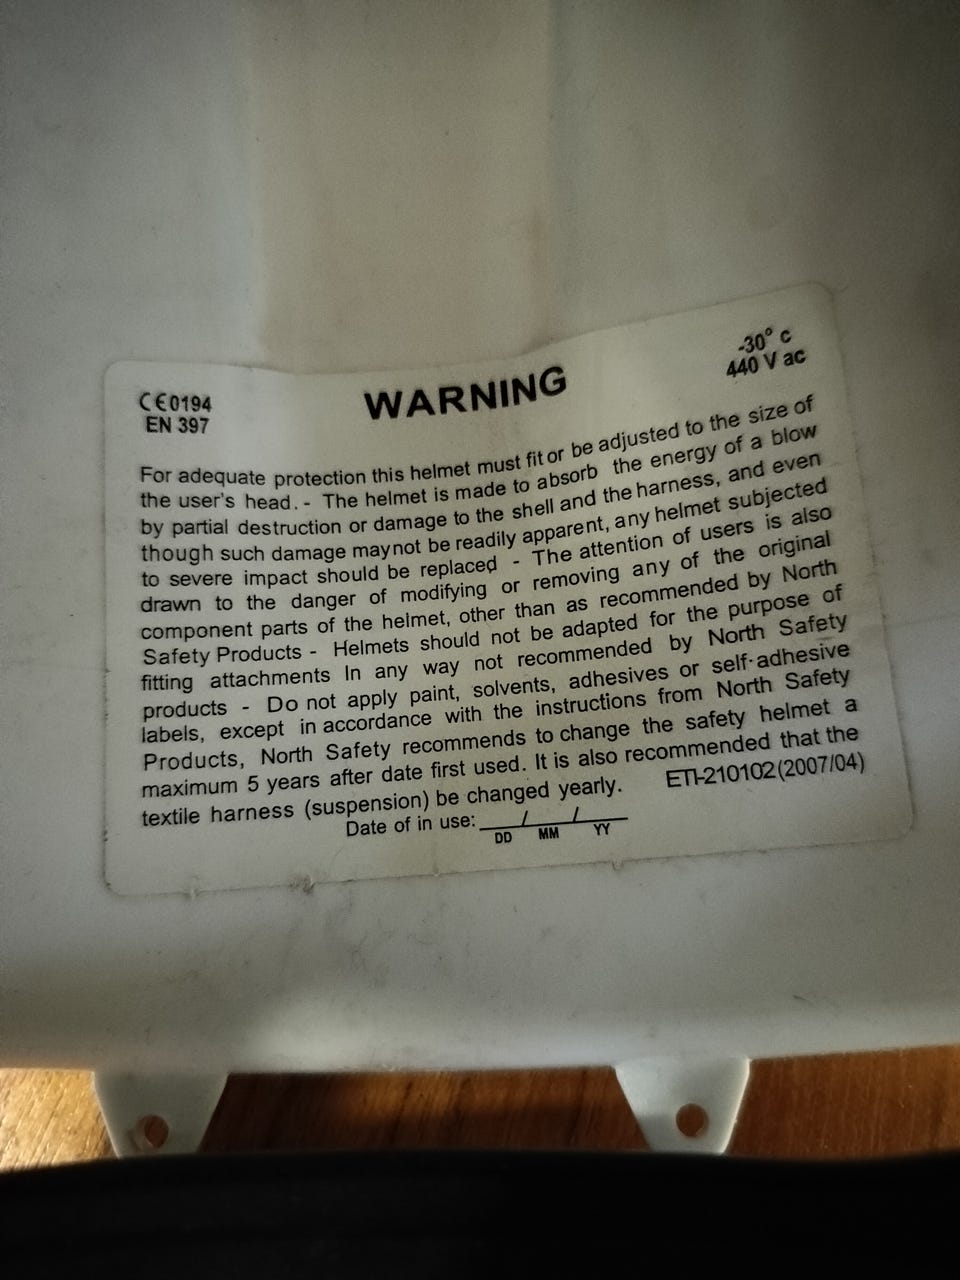 CE0194
EN 397
WARNING
-30° c
440 V ac
For adequate protection this helmet must fit or be adjusted to the size of
the user's head. - The helmet is made to absorb the energy of a blow
by partial destruction or damage to the shell and the harness, and even
though such damage may not be readily apparent, any helmet subjected
to severe impact should be replaced - The attention of users is also
drawn to the danger of modifying or removing any of the original
component parts of the helmet, other than as recommended by North
Safety Products - Helmets should not be adapted for the purpose of
fitting attachments In any way not recommended by North Safety
products - Do not apply paint, solvents, adhesives or self-adhesive
labels, except in accordance with the instructions from North Safety
Products, North Safety recommends to change the safety helmet a
maximum 5 years after date first used. It is also recommended that the
textile harness (suspension) be changed yearly. ETI-210102 (2007/04)
Date of in use: __/__/__
DD MM YY